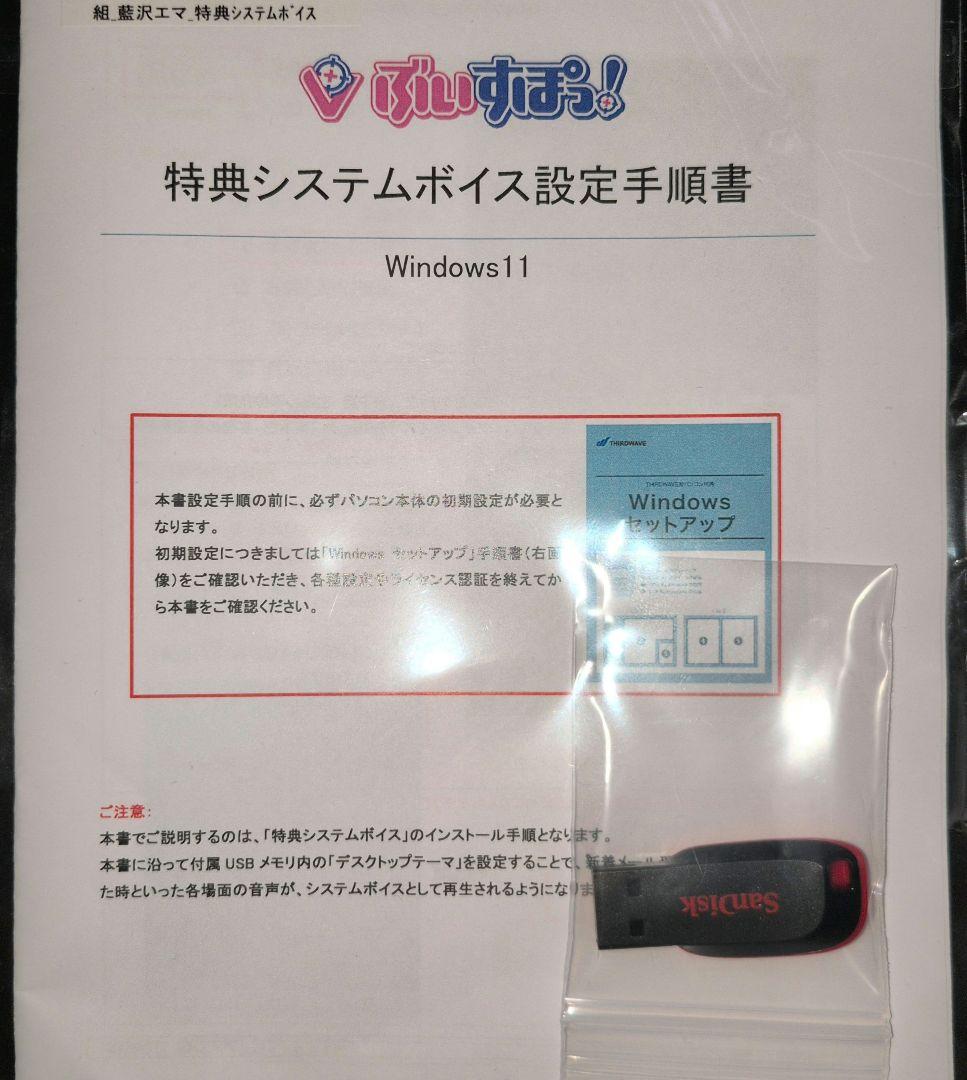 組_藍沢エマ_特典システムボイス
ぶいすぽっ!
特典システムボイス設定手順書
Windows11
本書設定手順の前に、必ずパソコン本体の初期設定が必要と
なります。
初期設定につきましては「Windows セットアップ」手順書(右画
像)をご確認いただき、各種設定やライセンス認証を終えてか
ら本書をご確認ください。
THIRDWAVE
Windows
セットアップ
ご注意:
本書でご説明するのは、「特典システムボイス」のインストール手順となります。
本書に沿って付属 USB メモリ内の「デスクトップテーマ」を設定することで、新着メール
た時といった各場面の音声が、システムボイスとして再生されるようになりま
SanDisk